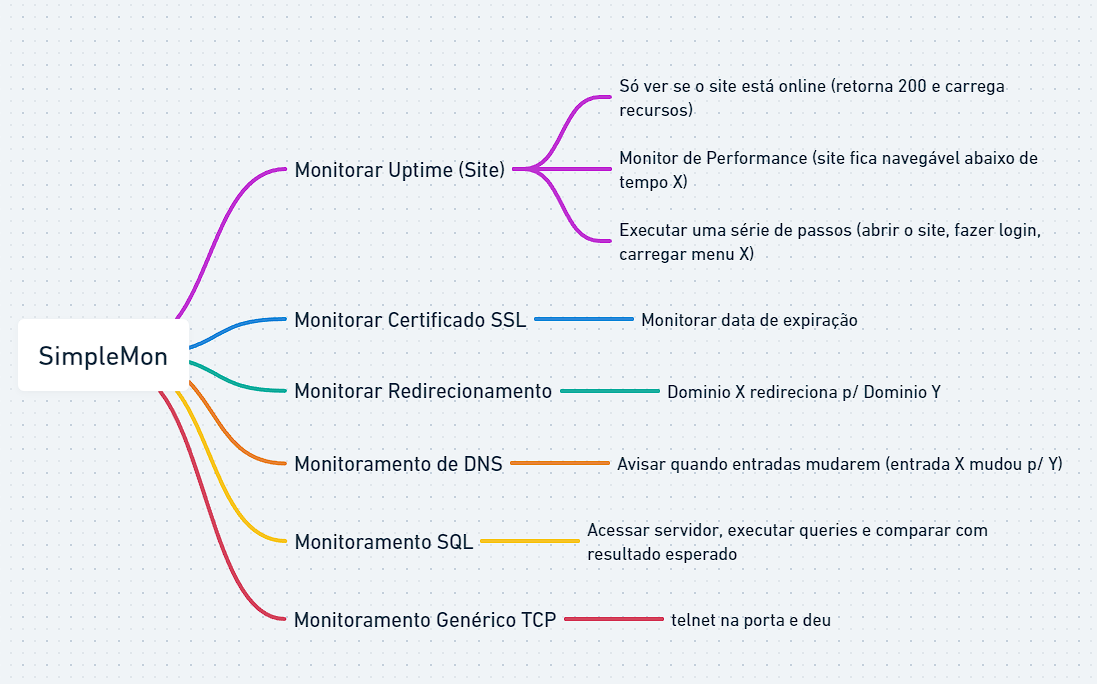 Só ver se o site está online (retorna 200 e carrega
recursos)
Monitorar Uptime (Site)
Monitor de Performance (site fica navegável abaixo de
tempo X)
Executar uma série de passos (abrir o site, fazer login,
carregar menu X)
SimpleMon
Monitorar Certificado SSL
Monitorar data de expiração
Monitorar Redirecionamento
Dominio X redireciona p/ Dominio Y
Monitoramento de DNS
Avisar quando entradas mudarem (entrada X mudou p/ Y)
Monitoramento SQL
Acessar servidor, executar queries e comparar com
resultado esperado
Monitoramento Genérico TCP
telnet na porta e deu